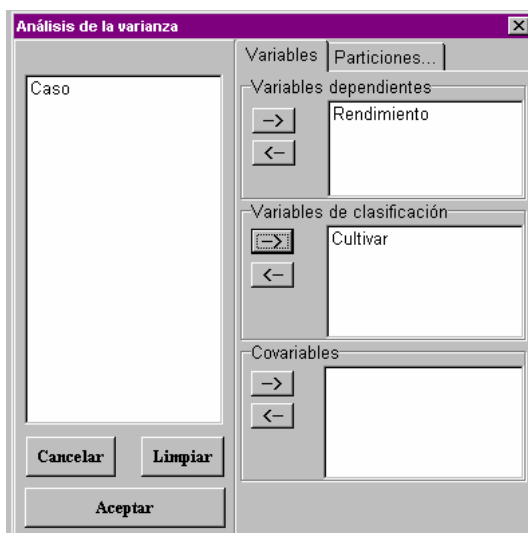 Análisis de la varianza
Variables
Particiones...
Caso
Variables dependientes
-->
Rendimiento
<--
Variables de clasificación
-->
Cultivar
<--
Covariables
-->
<--
Cancelar
Limpiar
Aceptar